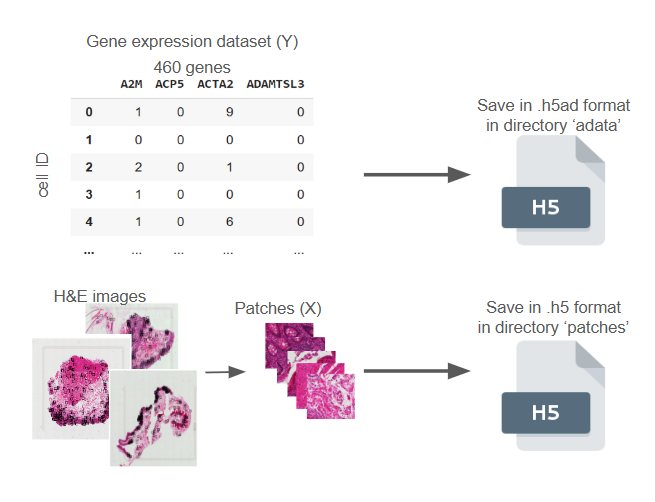 Gene expression dataset (Y)
460 genes
A2M ACP5 ACTA2 ADAMTSL3
cell ID
0 1 0 9 0
1 0 0 0 0
2 2 0 1 0
3 1 0 0 0
4 1 0 6 0
... ... ... ... ...
Save in .h5ad format
in directory ‘adata’
H5
H&E images
Patches (X)
Save in .h5 format
in directory ‘patches’
H5